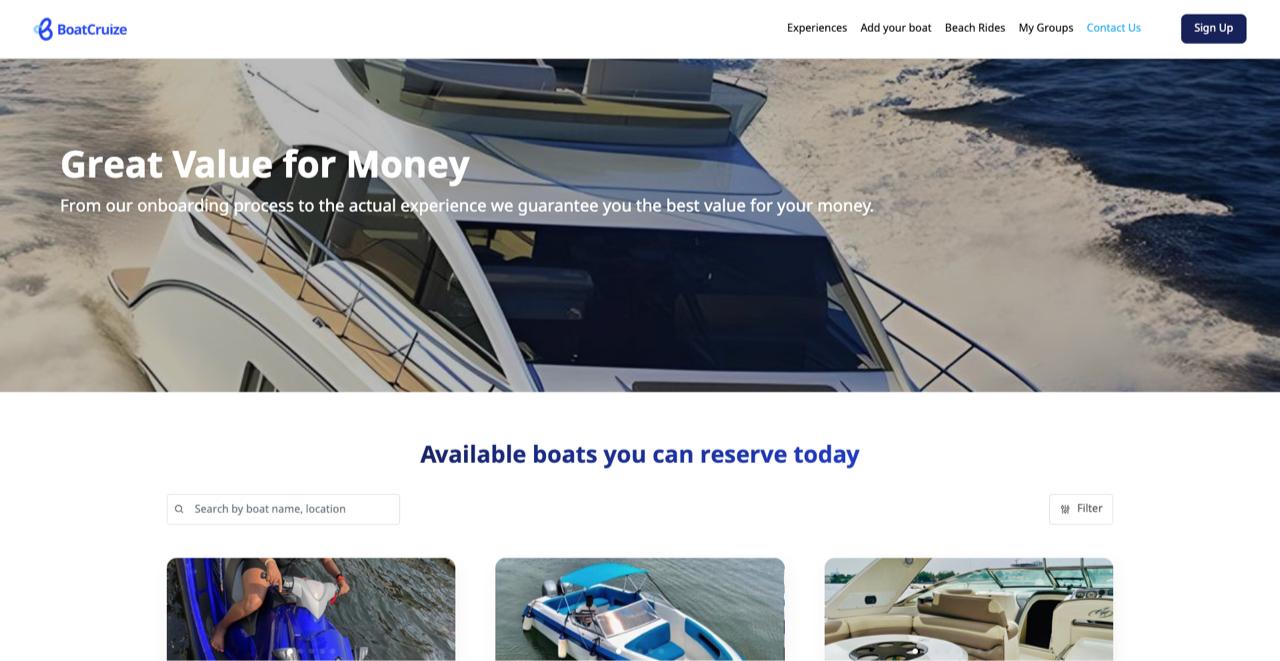 BoatCruize
Experiences Add your boat Beach Rides My Groups Contact Us Sign Up
Great Value for Money
From our onboarding process to the actual experience we guarantee you the best value for your money.
Available boats you can reserve today
Search by boat name, location
Filter